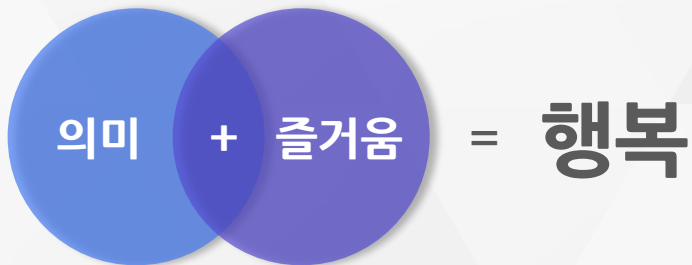 의미 + 즐거움 = 행복